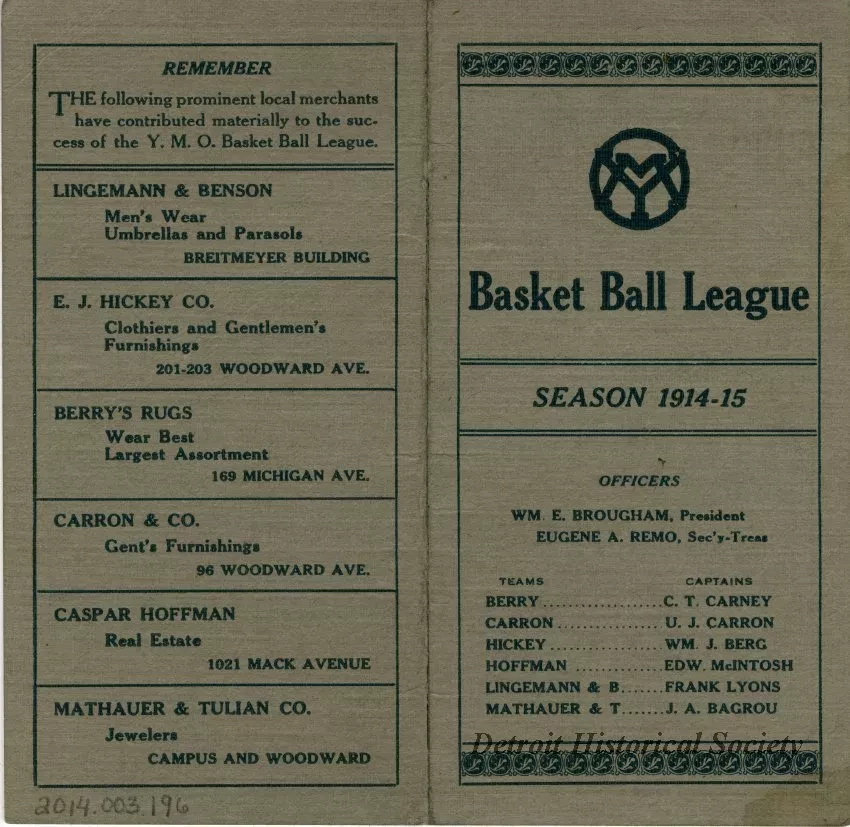 REMEMBER
THE following prominent local merchants
have contributed materially to the suc-
cess of the Y. M. O. Basket Ball League.
LINGEMANN & BENSON
Men's Wear
Umbrellas and Parasols
BREITMEYER BUILDING
E. J. HICKEY CO.
Clothiers and Gentlemen's
Furnishings
201-203 WOODWARD AVE.
BERRY'S RUGS
Wear Best
Largest Assortment
169 MICHIGAN AVE.
CARRON & CO.
Gent's Furnishings
96 WOODWARD AVE.
CASPAR HOFFMAN
Real Estate
1021 MACK AVENUE
MATHAUER & TULIAN CO.
Jewelers
CAMPUS AND WOODWARD
2014.003.196
YMO
Basket Ball League
SEASON 1914-15
OFFICERS
WM. E. BROUGHAM, President
EUGENE A. REMO, Sec'y-Treas
TEAMS CAPTAINS
BERRY..................C. T. CARNEY
CARRON...............U. J. CARRON
HICKEY.................WM. J. BERG
HOFFMAN .............EDW. McINTOSH
LINGEMANN & B.......FRANK LYONS
MATHAUER & T.......J. A. BAGROU
Detroit Historical Society